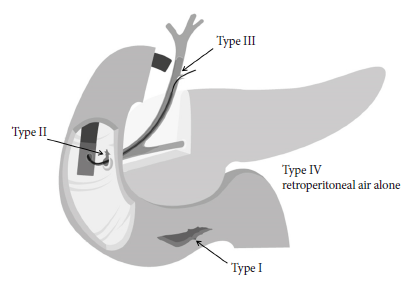 Type III
Type II
Type IV
retroperitoneal air alone
Type I